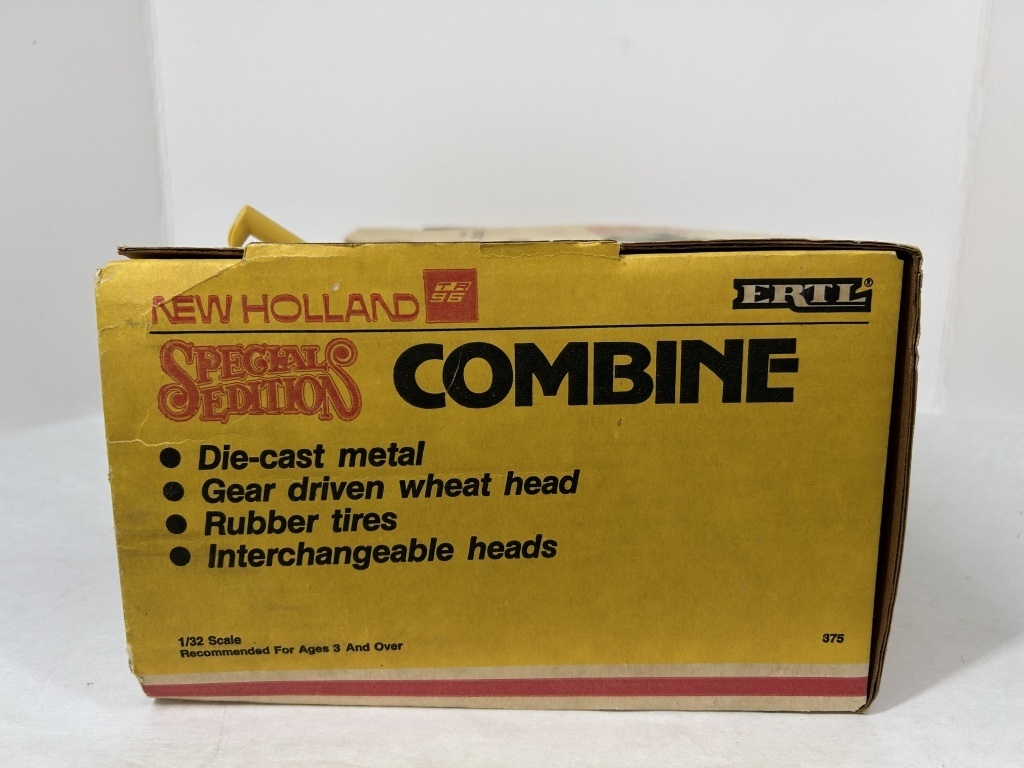 NEW HOLLAND TR 96
ERTL®
SPECIAL EDITION
COMBINE
• Die-cast metal
• Gear driven wheat head
• Rubber tires
• Interchangeable heads
1/32 Scale
Recommended For Ages 3 And Over
375